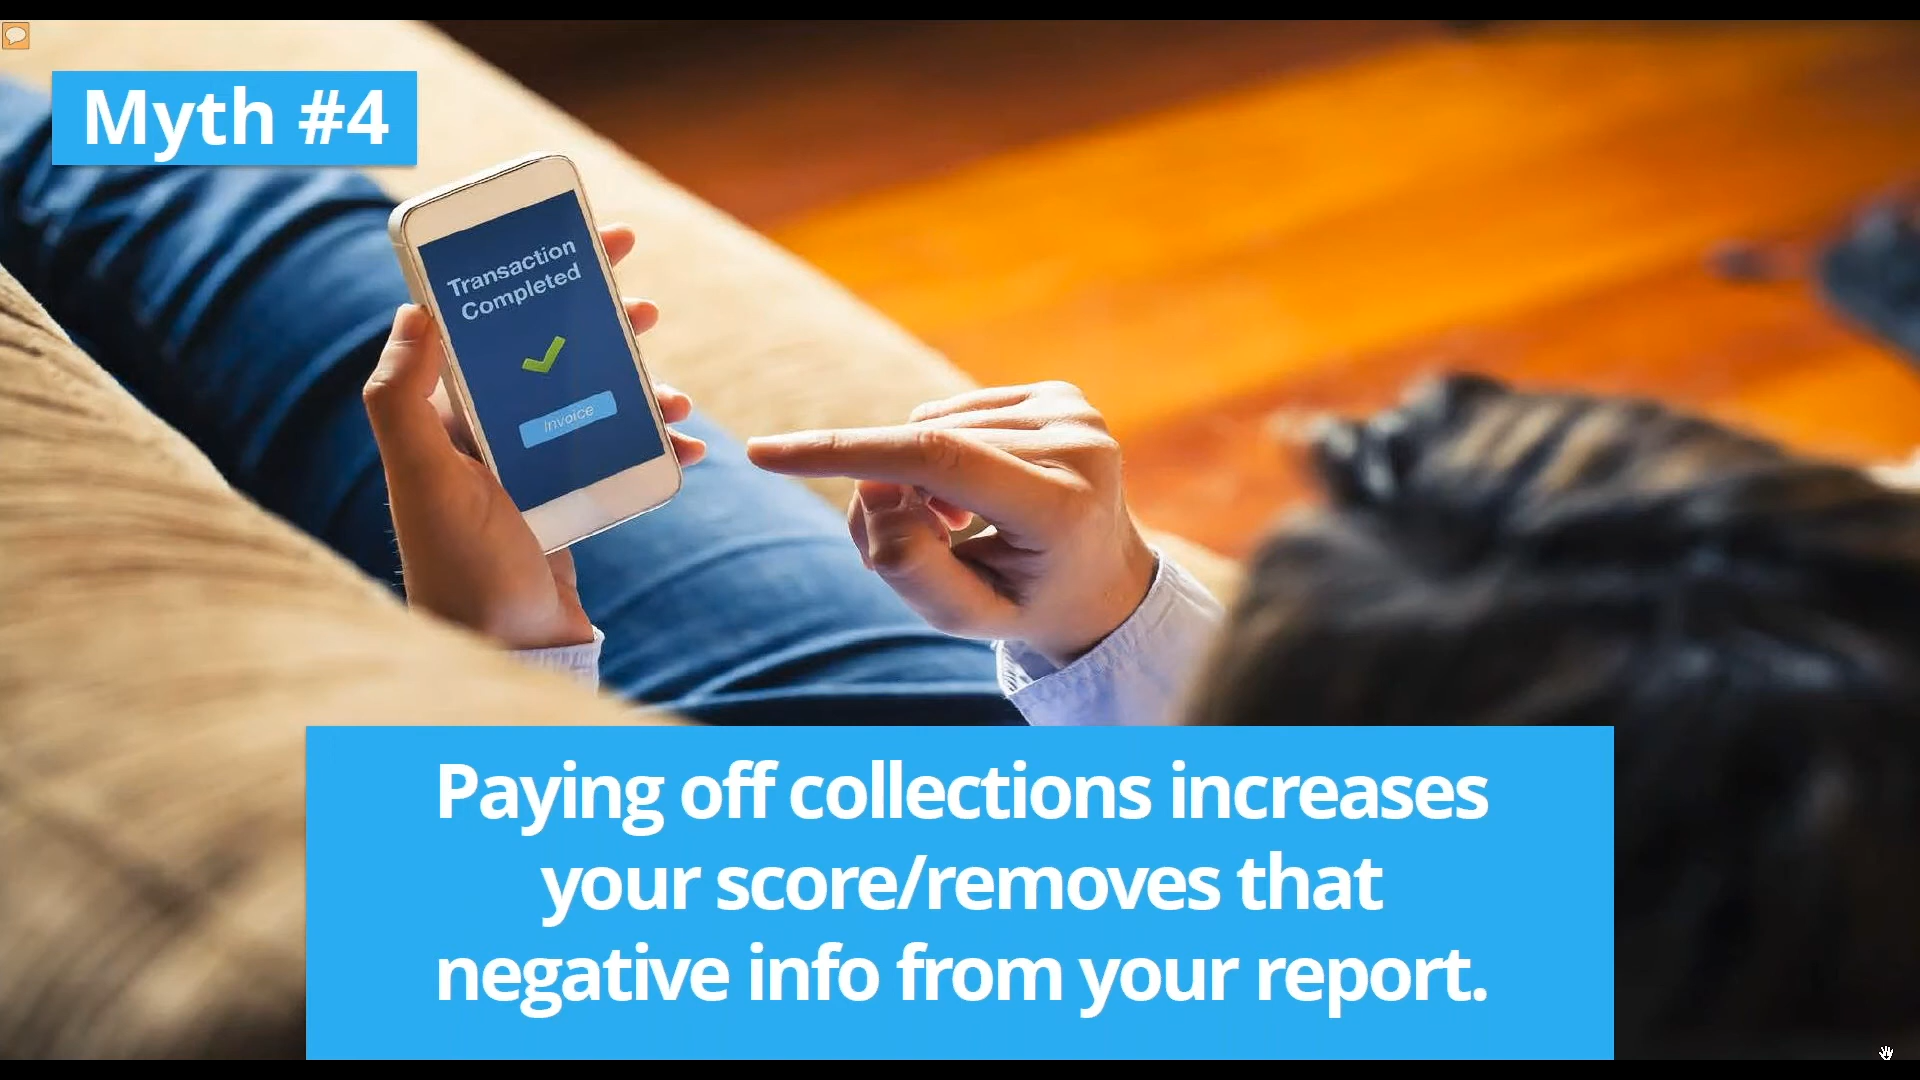 Myth #4
Transaction
Completed
Invoice
Paying off collections increases
your score/removes that
negative info from your report.